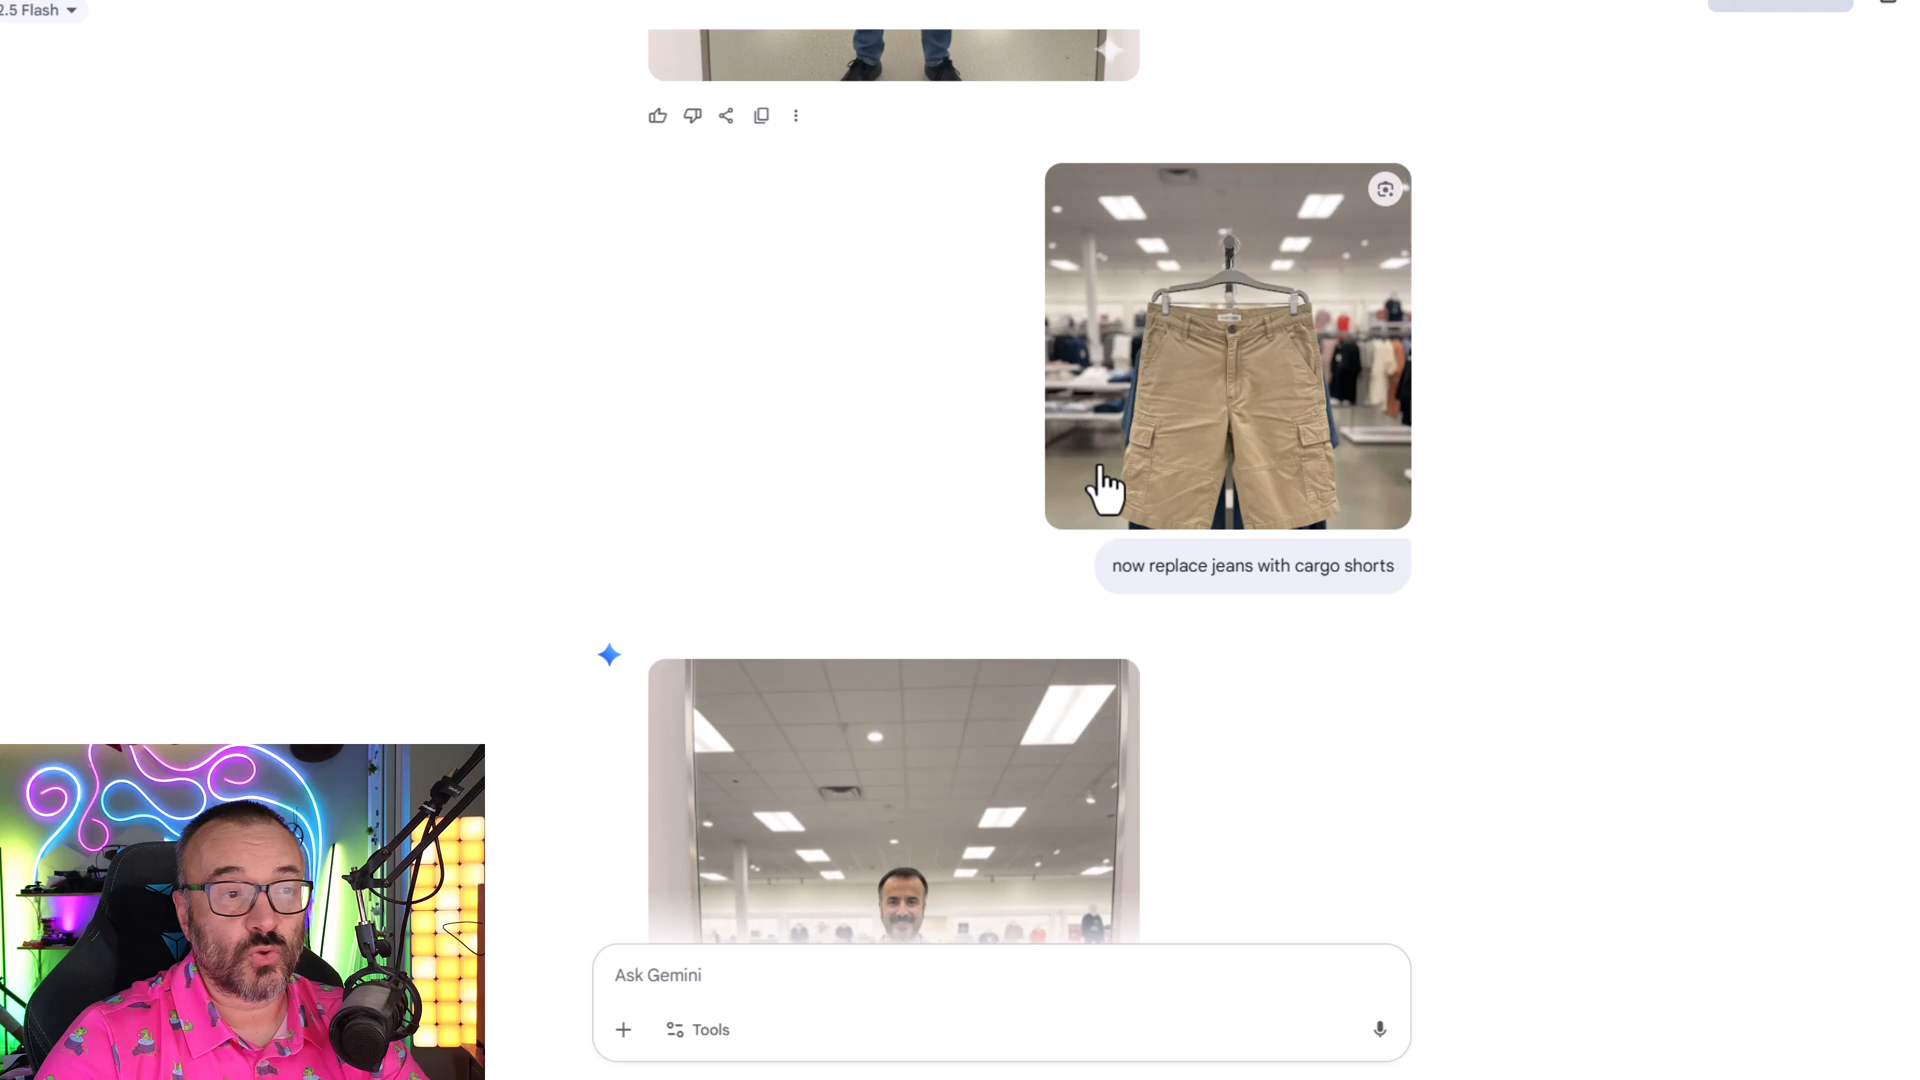 2.5 Flash
now replace jeans with cargo shorts
Ask Gemini
Tools